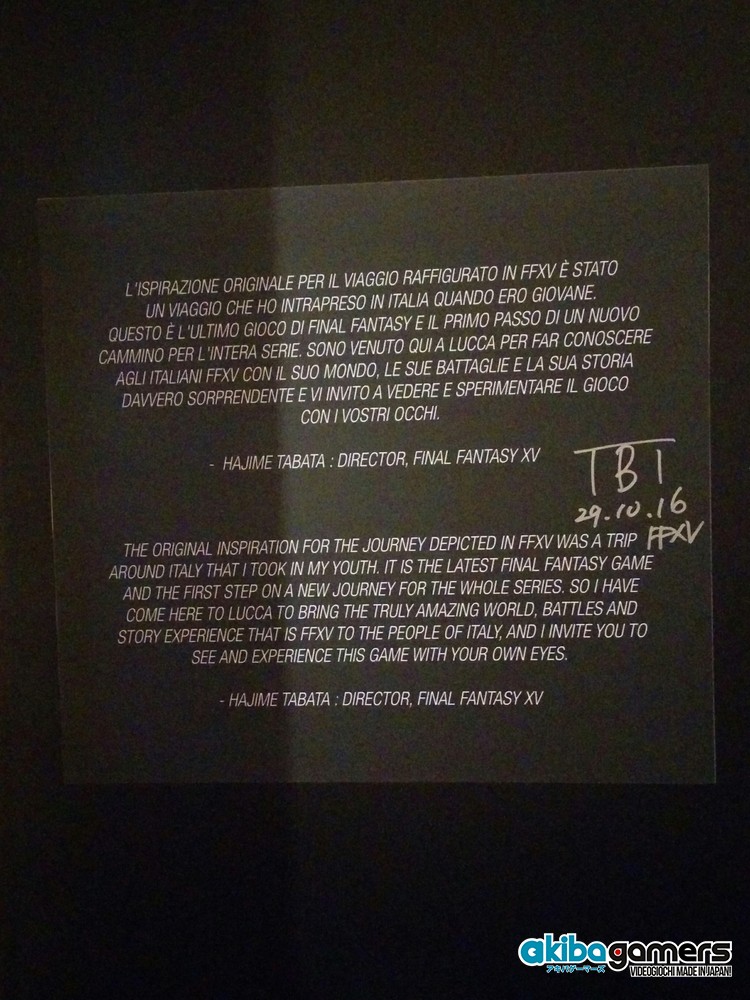 L'ISPIRAZIONE ORIGINALE PER IL VIAGGIO RAFFIGURATO IN FFXV È STATO
UN VIAGGIO CHE HO INTRAPRESO IN ITALIA QUANDO ERO GIOVANE.
QUESTO È L'ULTIMO GIOCO DI FINAL FANTASY E IL PRIMO PASSO DI UN NUOVO
CAMMINO PER L'INTERA SERIE. SONO VENUTO QUI A LUCCA PER FAR CONOSCERE
AGLI ITALIANI FFXV CON IL SUO MONDO, LE SUE BATTAGLIE E LA SUA STORIA
DAVVERO SORPRENDENTE E VI INVITO A VEDERE E SPERIMENTARE IL GIOCO
CON I VOSTRI OCCHI.
- HAJIME TABATA : DIRECTOR, FINAL FANTASY XV
TBT
29.10.16
FFXV
THE ORIGINAL INSPIRATION FOR THE JOURNEY DEPICTED IN FFXV WAS A TRIP
AROUND ITALY THAT I TOOK IN MY YOUTH. IT IS THE LATEST FINAL FANTASY GAME
AND THE FIRST STEP ON A NEW JOURNEY FOR THE WHOLE SERIES. SO I HAVE
COME HERE TO LUCCA TO BRING THE TRULY AMAZING WORLD, BATTLES AND
STORY EXPERIENCE THAT IS FFXV TO THE PEOPLE OF ITALY, AND I INVITE YOU TO
SEE AND EXPERIENCE THIS GAME WITH YOUR OWN EYES.
- HAJIME TABATA : DIRECTOR, FINAL FANTASY XV
akibagamers
アキバゲーマーズ VIDEOGIOCHI MADE IN JAPAN!